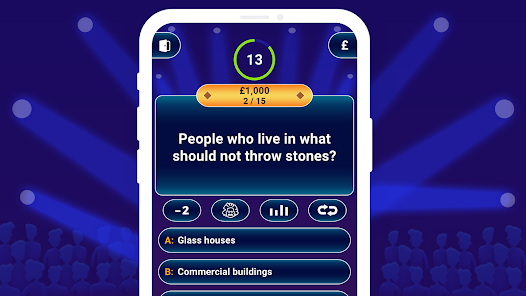 13
£
£1,000
2 / 15
People who live in what
should not throw stones?
-2
A: Glass houses
B: Commercial buildings